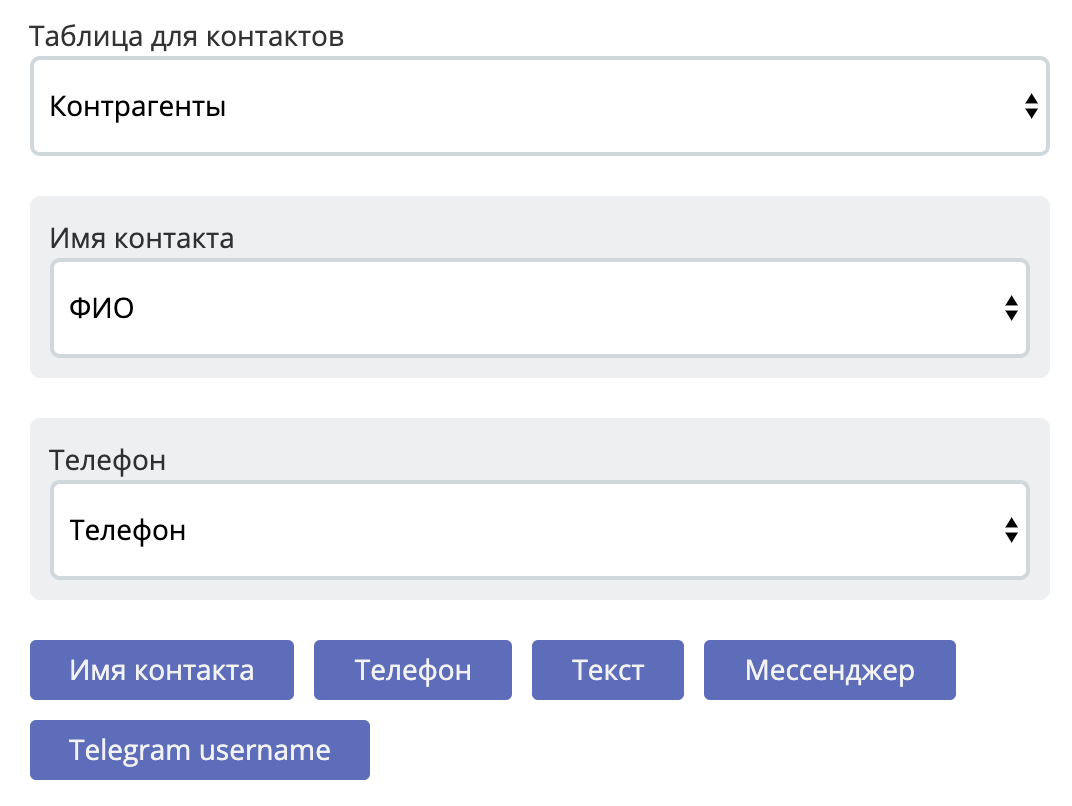 Таблица для контактов
Контрагенты
Имя контакта
ФИО
Телефон
Телефон
Имя контакта Телефон Текст Мессенджер
Telegram username